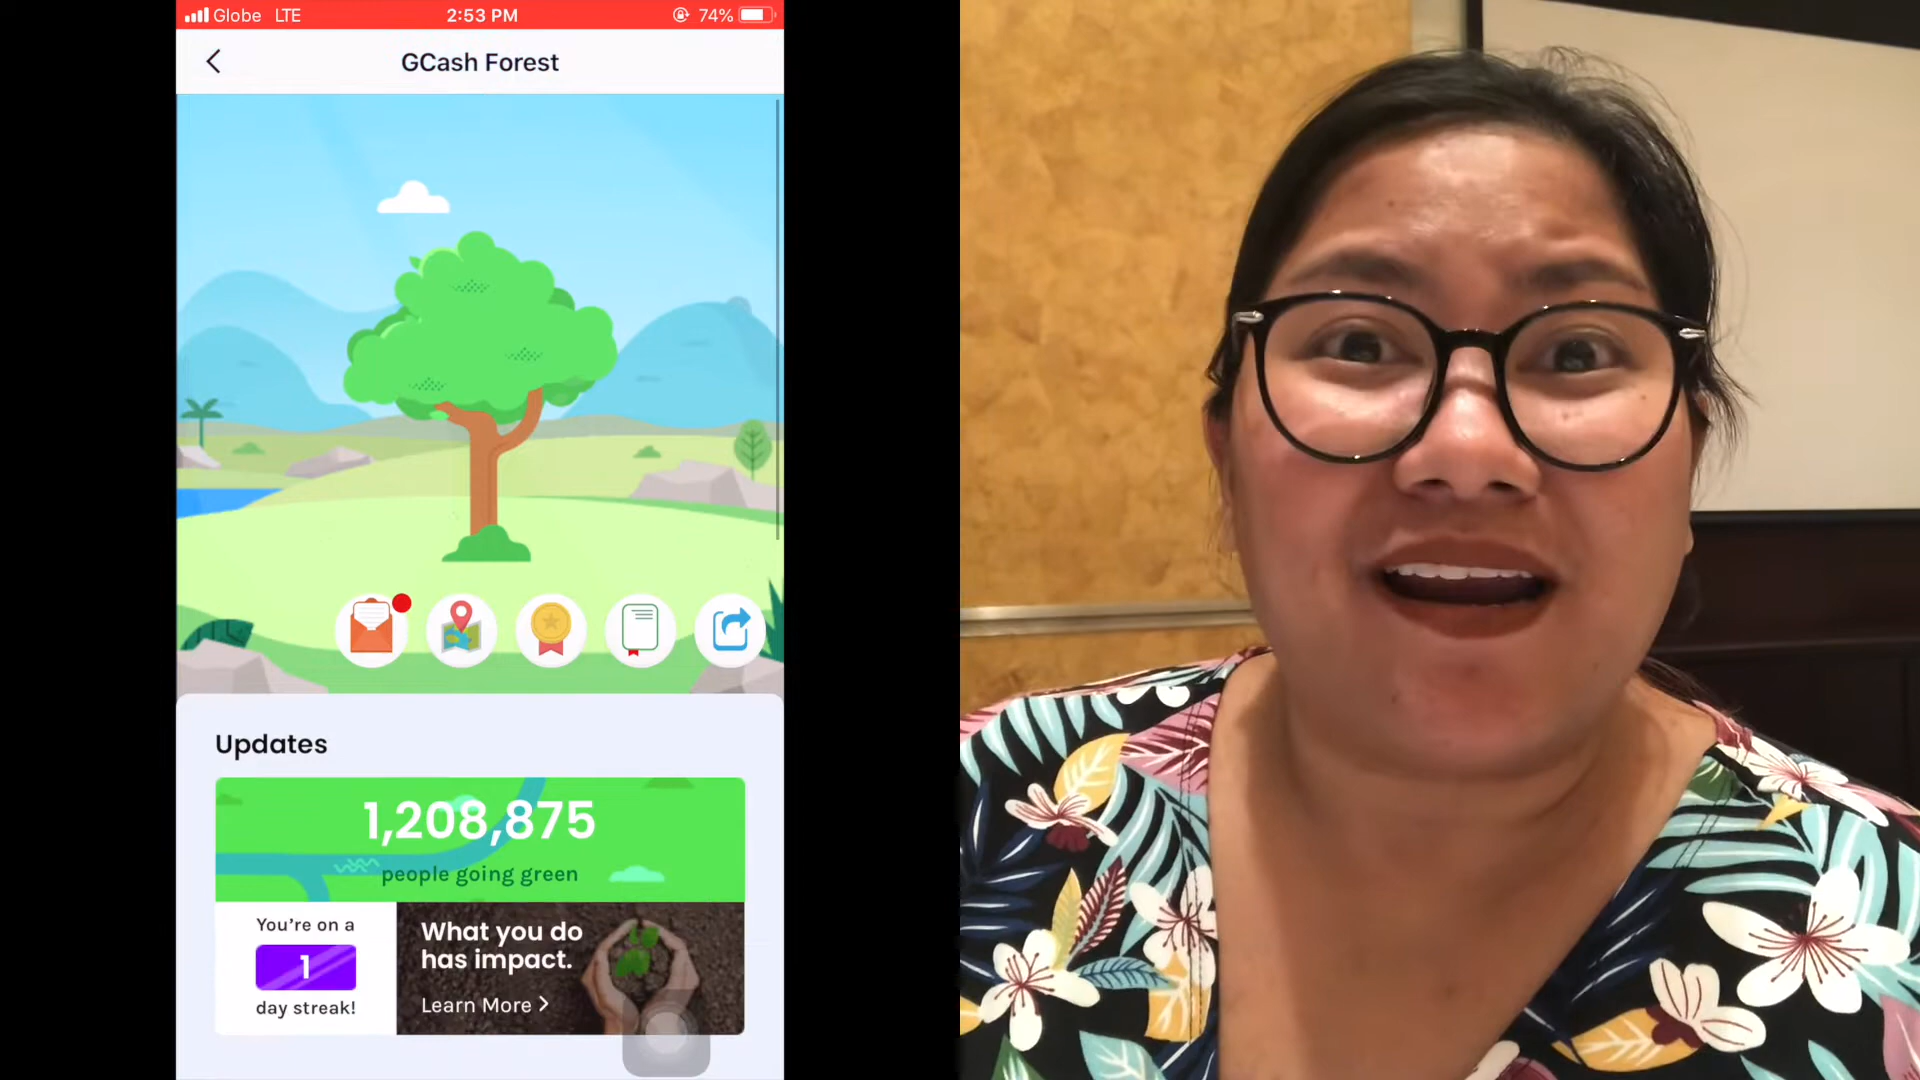 Globe LTE 2:53 PM 74%
GCash Forest
Updates
1,208,875
people going green
You're on a
1
day streak!
What you do
has impact.
Learn More >